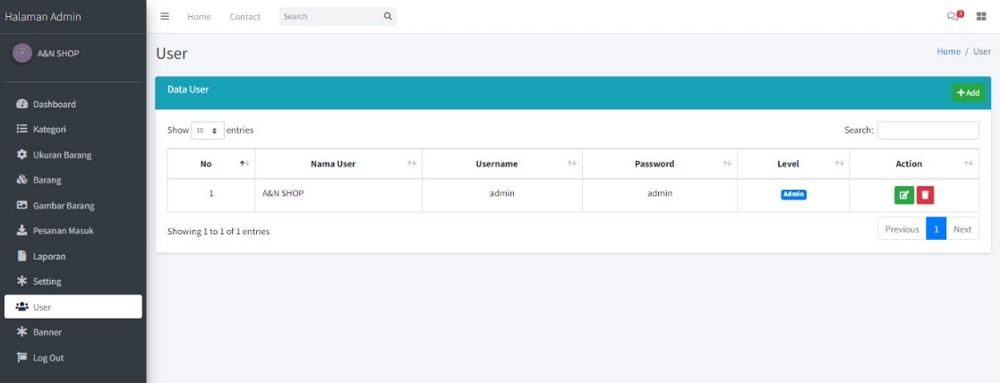 Halaman Admin
Home Contact Search 3
A&N SHOP
User
Home / User
Dashboard
Kategori
Ukuran Barang
Barang
Gambar Barang
Pesanan Masuk
Laporan
Setting
User
Banner
Log Out
Data User
Add
Show 10 entries
Search:
No Nama User Username Password Level Action
1 A&N SHOP admin admin Admin
Showing 1 to 1 of 1 entries
Previous 1 Next